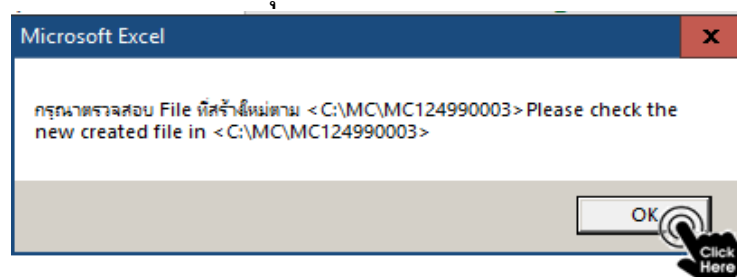 Microsoft Excel
x
กรุณาตรวจสอบ File ที่สร้างใหม่ตาม <C:\MC\MC124990003> Please check the
new created file in <C:\MC\MC124990003>
OK
Click
Here